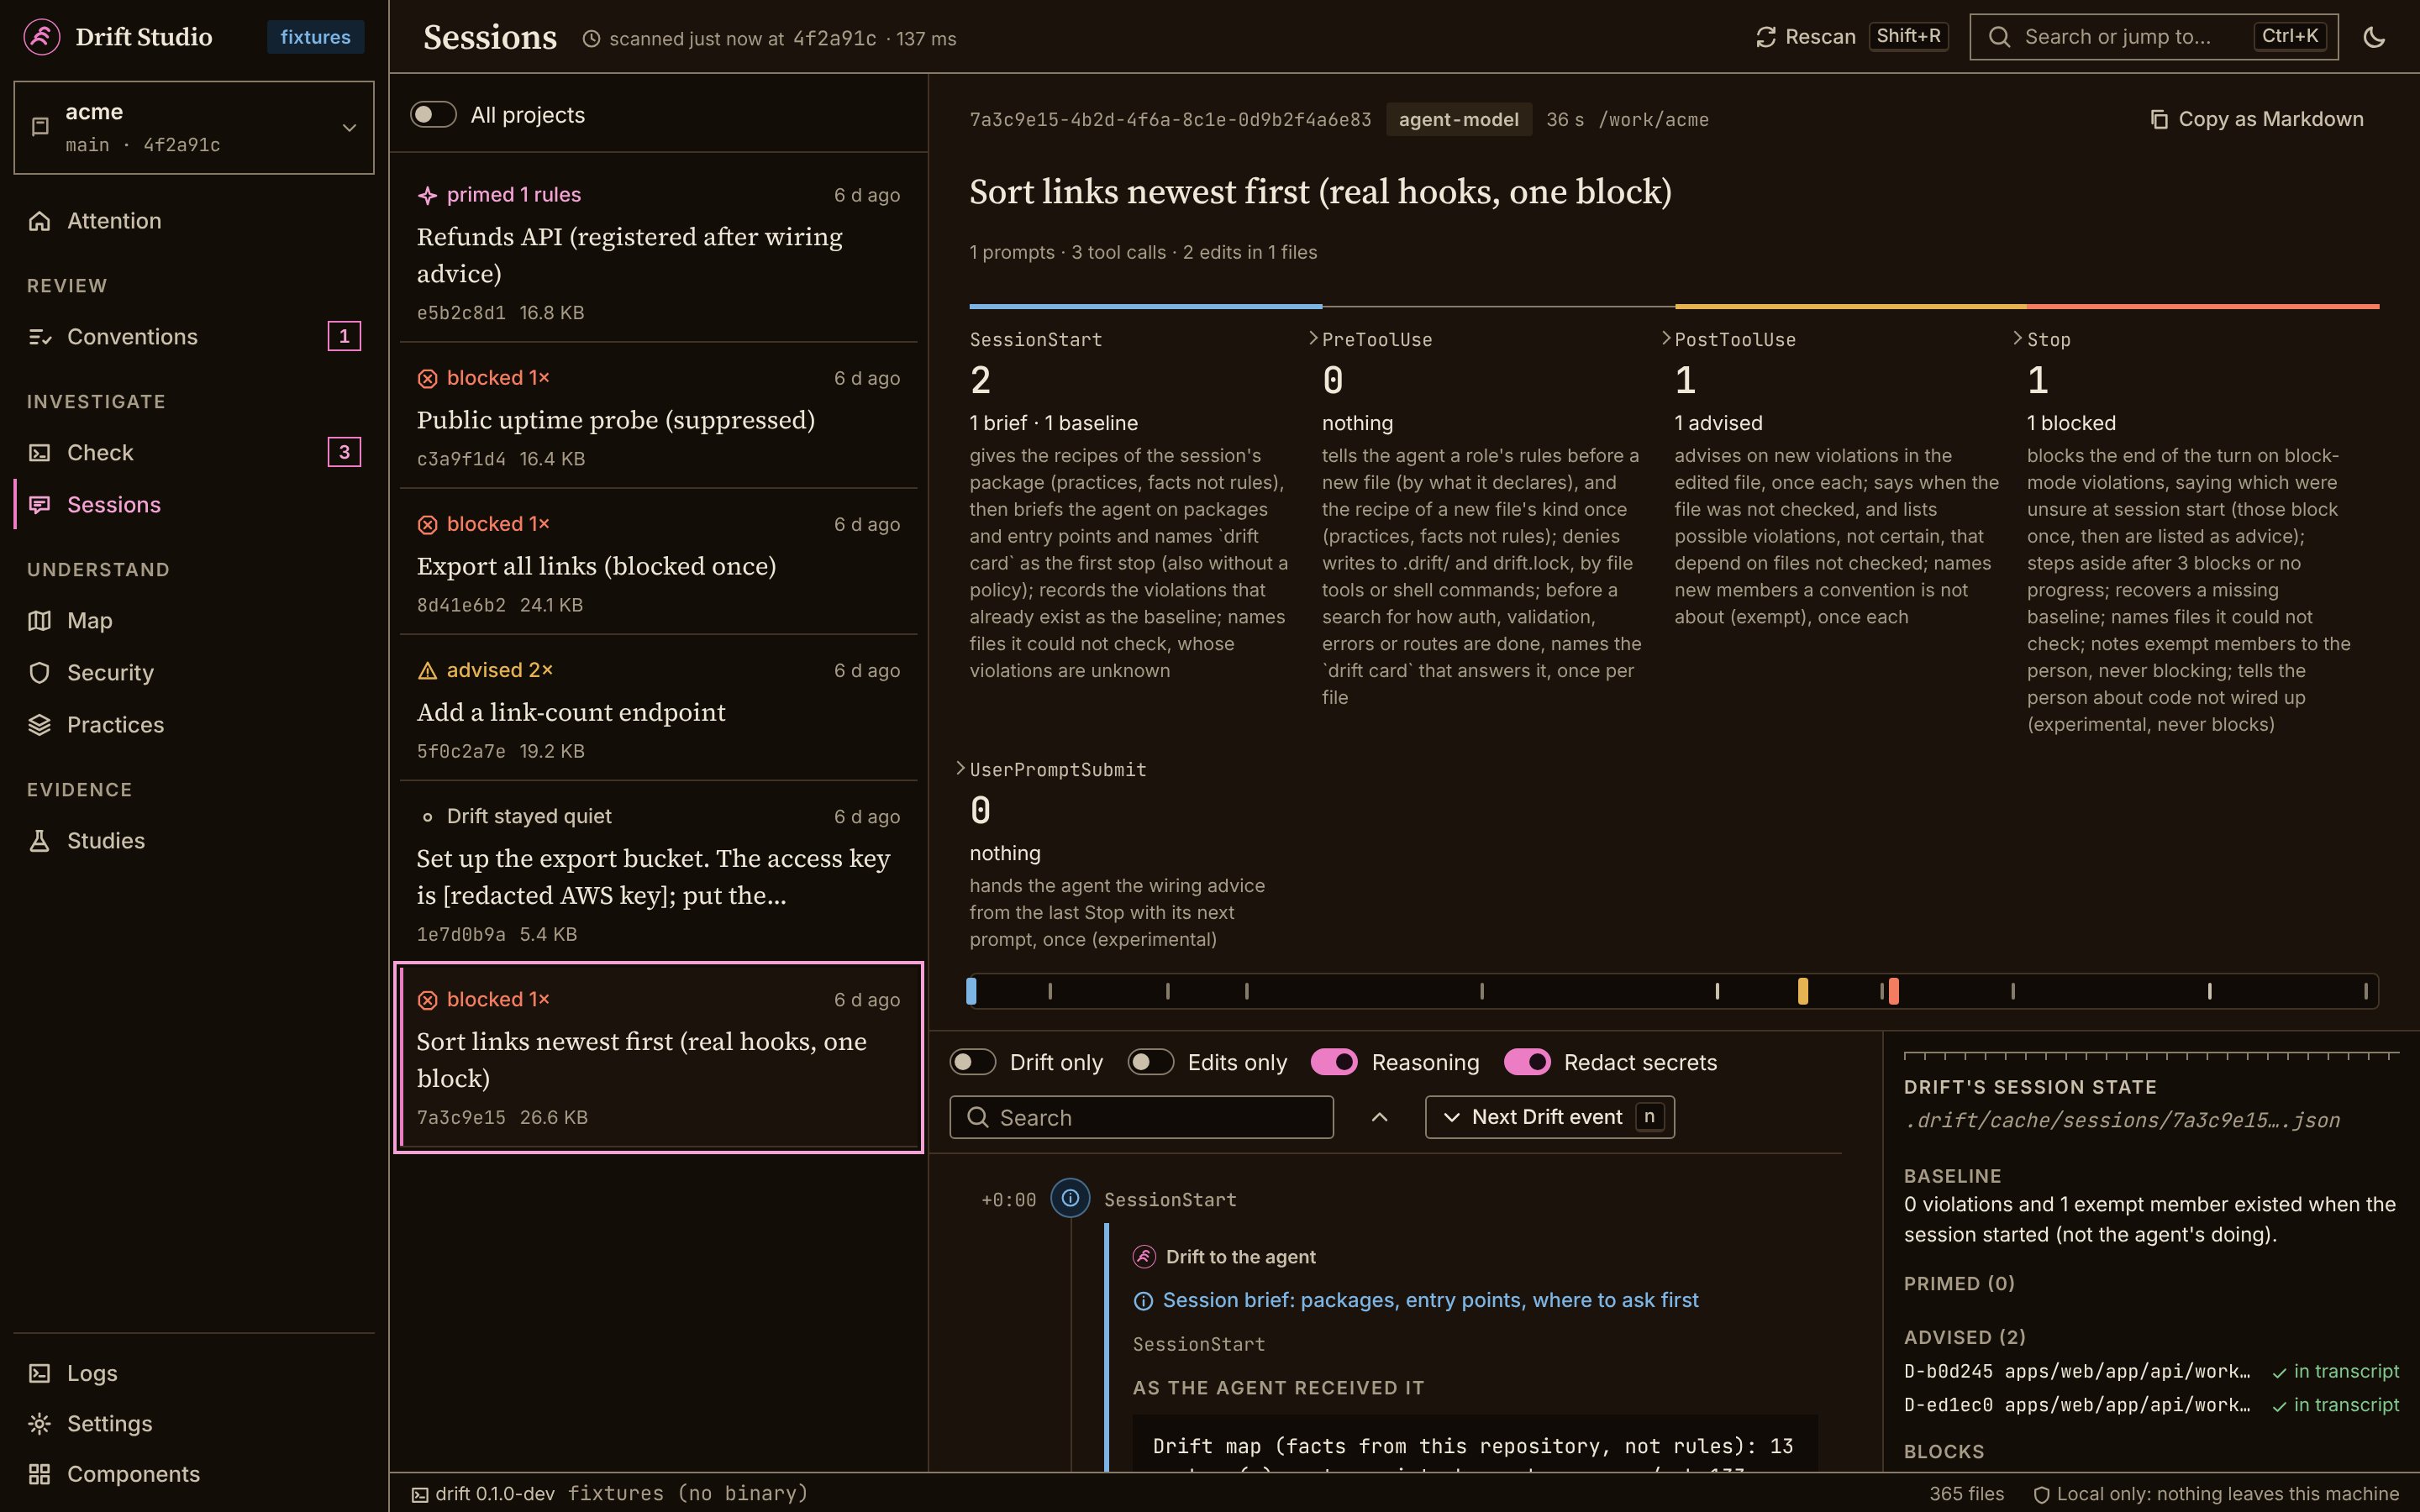 Drift Studio
fixtures
acme
main · 4f2a91c
Attention
REVIEW
Conventions
1
INVESTIGATE
Check
3
Sessions
UNDERSTAND
Map
Security
Practices
EVIDENCE
Studies
Logs
Settings
Components
Sessions
scanned just now at 4f2a91c · 137 ms
Rescan
Shift+R
Search or jump to...
Ctrl+K
All projects
primed 1 rules
6 d ago
Refunds API (registered after wiring
advice)
e5b2c8d1 16.8 KB
blocked 1×
6 d ago
Public uptime probe (suppressed)
c3a9f1d4 16.4 KB
blocked 1×
6 d ago
Export all links (blocked once)
8d41e6b2 24.1 KB
advised 2×
6 d ago
Add a link-count endpoint
5f0c2a7e 19.2 KB
Drift stayed quiet
6 d ago
Set up the export bucket. The access key
is [redacted AWS key]; put the...
1e7d0b9a 5.4 KB
blocked 1×
6 d ago
Sort links newest first (real hooks, one
block)
7a3c9e15 26.6 KB
7a3c9e15-4b2d-4f6a-8c1e-0d9b2f4a6e83
agent-model
36 s /work/acme
Copy as Markdown
Sort links newest first (real hooks, one block)
1 prompts · 3 tool calls · 2 edits in 1 files
SessionStart
2
1 brief · 1 baseline
gives the recipes of the session's
package (practices, facts not rules),
then briefs the agent on packages
and entry points and names `drift
card` as the first stop (also without a
policy); records the violations that
already exist as the baseline; names
files it could not check, whose
violations are unknown
PreToolUse
0
nothing
tells the agent a role's rules before a
new file (by what it declares), and
the recipe of a new file's kind once
(practices, facts not rules); denies
writes to .drift/ and drift.lock, by file
tools or shell commands; before a
search for how auth, validation,
errors or routes are done, names the
`drift card` that answers it, once per
file
PostToolUse
1
1 advised
advises on new violations in the
edited file, once each; says when the
file was not checked, and lists
possible violations, not certain, that
depend on files not checked; names
new members a convention is not
about (exempt), once each
Stop
1
1 blocked
blocks the end of the turn on block-
mode violations, saying which were
unsure at session start (those block
once, then are listed as advice);
steps aside after 3 blocks or no
progress; recovers a missing
baseline; names files it could not
check; notes exempt members to the
person, never blocking; tells the
person about code not wired up
(experimental, never blocks)
UserPromptSubmit
0
nothing
hands the agent the wiring advice
from the last Stop with its next
prompt, once (experimental)
Drift only
Edits only
Reasoning
Redact secrets
Search
Next Drift event
n
+0:00
SessionStart
Drift to the agent
Session brief: packages, entry points, where to ask first
SessionStart
AS THE AGENT RECEIVED IT
Drift map (facts from this repository, not rules): 13
DRIFT'S SESSION STATE
.drift/cache/sessions/7a3c9e15….json
BASELINE
0 violations and 1 exempt member existed when the
session started (not the agent's doing).
PRIMED (0)
ADVISED (2)
D-b0d245 apps/web/app/api/work… in transcript
D-ed1ec0 apps/web/app/api/work… in transcript
BLOCKS
drift 0.1.0-dev fixtures (no binary)
365 files
Local only: nothing leaves this machine